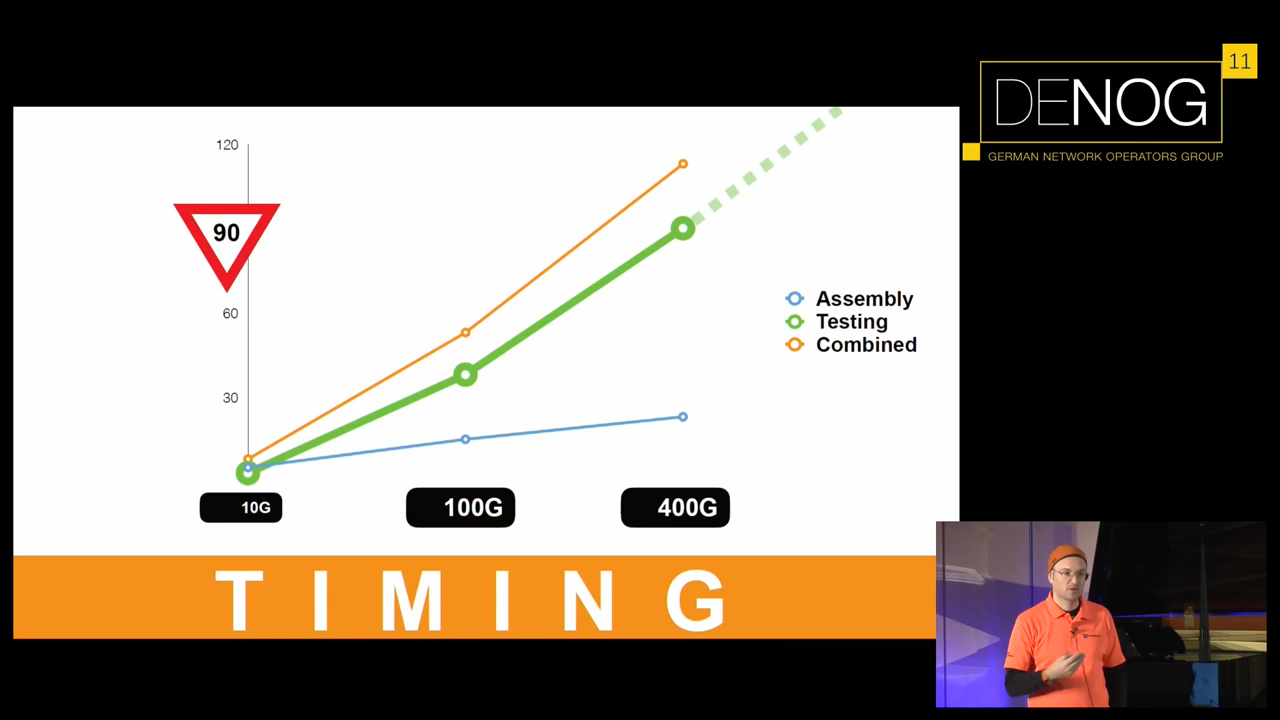 11
DENOG
GERMAN NETWORK OPERATORS GROUP
120
90
60
30
Assembly
Testing
Combined
10G
100G
400G
TIMING